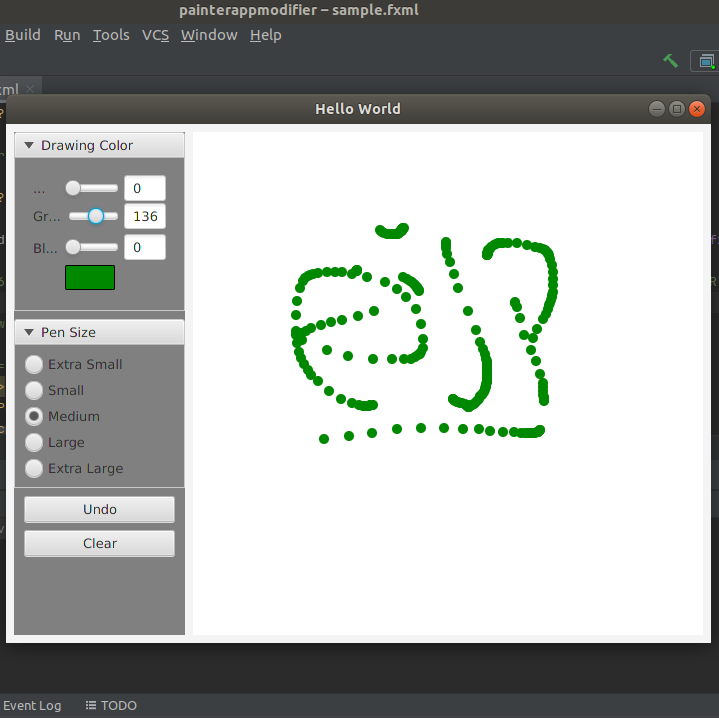 painterappmodifier – sample.fxml
Build Run Tools VCS Window Help
xml ×
Hello World
Drawing Color
... 0
Gr... 136
Bl... 0
Pen Size
Extra Small
Small
Medium
Large
Extra Large
Undo
Clear
Event Log TODO